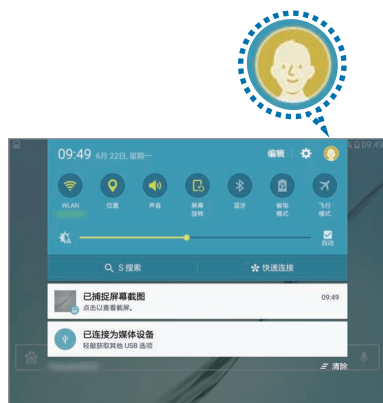 09:49
09:49 6月 22日, 星期一
编辑
WLAN
位置
声音
屏幕
旋转
蓝牙
省电
模式
飞行
模式
自动
S 搜索
快速连接
已捕捉屏幕截图
09:49
点击以查看截屏。
已连接为媒体设备
轻敲获取其他 USB 选项
清除